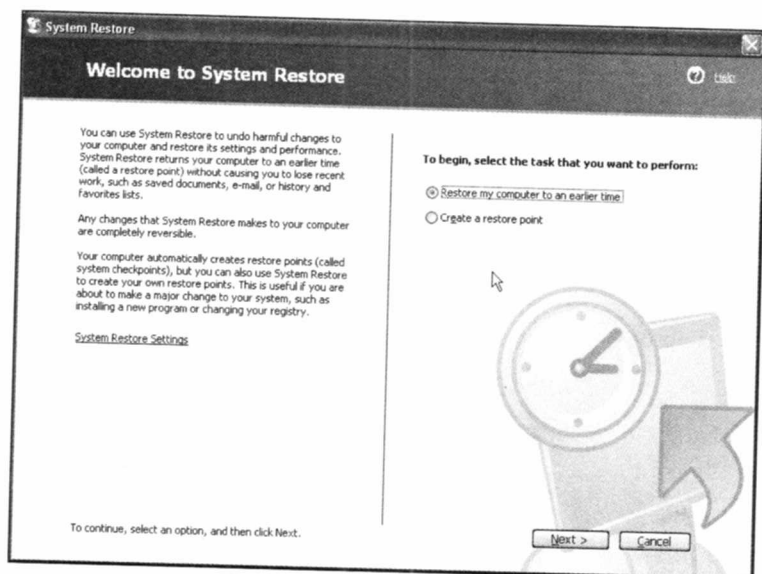 System Restore
Welcome to System Restore
Help
You can use System Restore to undo harmful changes to
your computer and restore its settings and performance.
System Restore returns your computer to an earlier time
(called a restore point) without causing you to lose recent
work, such as saved documents, e-mail, or history and
favorites lists.
Any changes that System Restore makes to your computer
are completely reversible.
Your computer automatically creates restore points (called
system checkpoints), but you can also use System Restore
to create your own restore points. This is useful if you are
about to make a major change to your system, such as
installing a new program or changing your registry.
System Restore Settings
To begin, select the task that you want to perform:
Restore my computer to an earlier time
Create a restore point
To continue, select an option, and then click Next.
Next >
Cancel